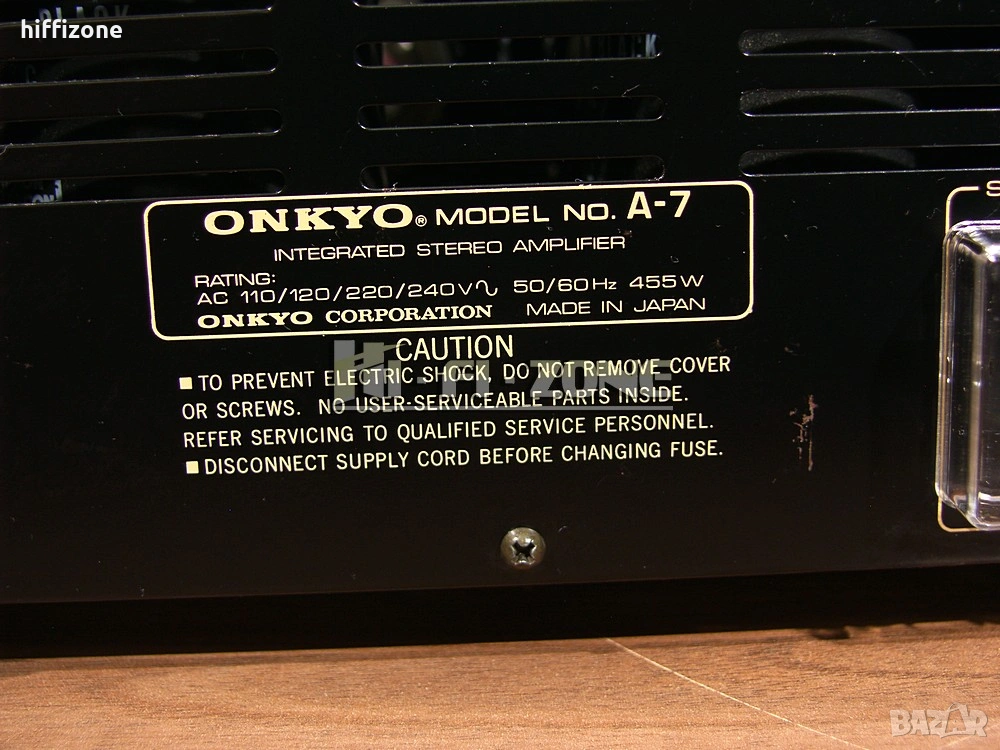 hiffizone
BLACK
ONKYO® MODEL NO. A-7
INTEGRATED STEREO AMPLIFIER
RATING:
AC 110/120/220/240V∿ 50/60Hz 455W
ONKYO CORPORATION MADE IN JAPAN
CAUTION
■ TO PREVENT ELECTRIC SHOCK, DO NOT REMOVE COVER
OR SCREWS. NO USER-SERVICEABLE PARTS INSIDE.
REFER SERVICING TO QUALIFIED SERVICE PERSONNEL.
■ DISCONNECT SUPPLY CORD BEFORE CHANGING FUSE.
Hi-Fi-ZONE
S
BAZAR